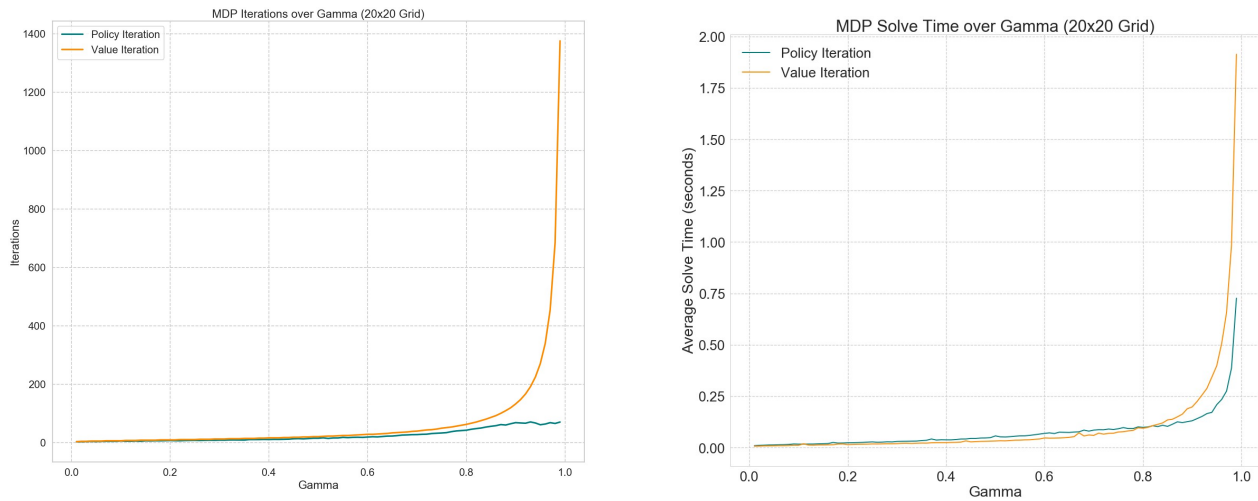 MDP Iterations over Gamma (20x20 Grid)
Policy Iteration
Value Iteration
1400
1200
1000
800
600
400
200
0
Iterations
0.0 0.2 0.4 0.6 0.8 1.0
Gamma
MDP Solve Time over Gamma (20x20 Grid)
Policy Iteration
Value Iteration
2.00
1.75
1.50
1.25
1.00
0.75
0.50
0.25
0.00
Average Solve Time (seconds)
0.0 0.2 0.4 0.6 0.8 1.0
Gamma